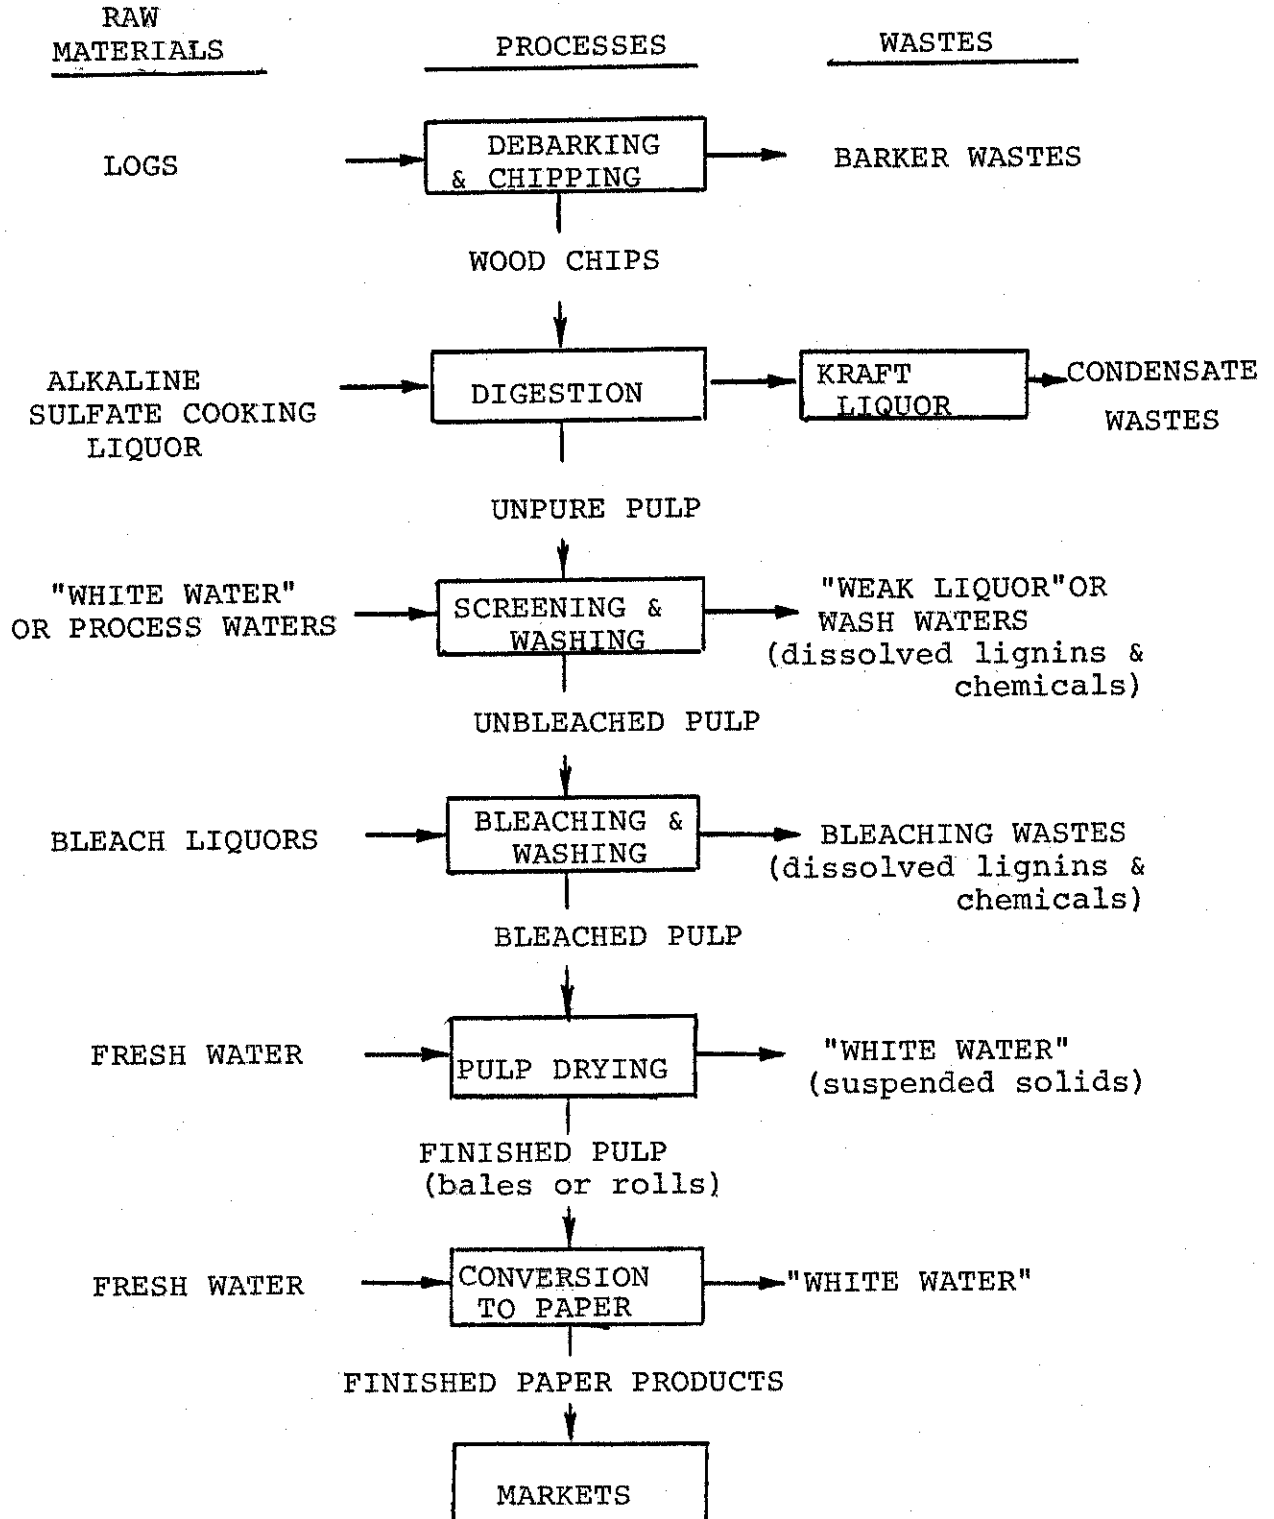 RAW
MATERIALS
PROCESSES
WASTES
LOGS
DEBARKING
& CHIPPING
BARKER WASTES
WOOD CHIPS
ALKALINE
SULFATE COOKING
LIQUOR
DIGESTION
KRAFT
LIQUOR
CONDENSATE
WASTES
UNPURE PULP
"WHITE WATER"
OR PROCESS WATERS
SCREENING &
WASHING
"WEAK LIQUOR"OR
WASH WATERS
(dissolved lignins &
chemicals)
UNBLEACHED PULP
BLEACH LIQUORS
BLEACHING &
WASHING
BLEACHING WASTES
(dissolved lignins &
chemicals)
BLEACHED PULP
FRESH WATER
PULP DRYING
"WHITE WATER"
(suspended solids)
FINISHED PULP
(bales or rolls)
FRESH WATER
CONVERSION
TO PAPER
"WHITE WATER"
FINISHED PAPER PRODUCTS
MARKETS